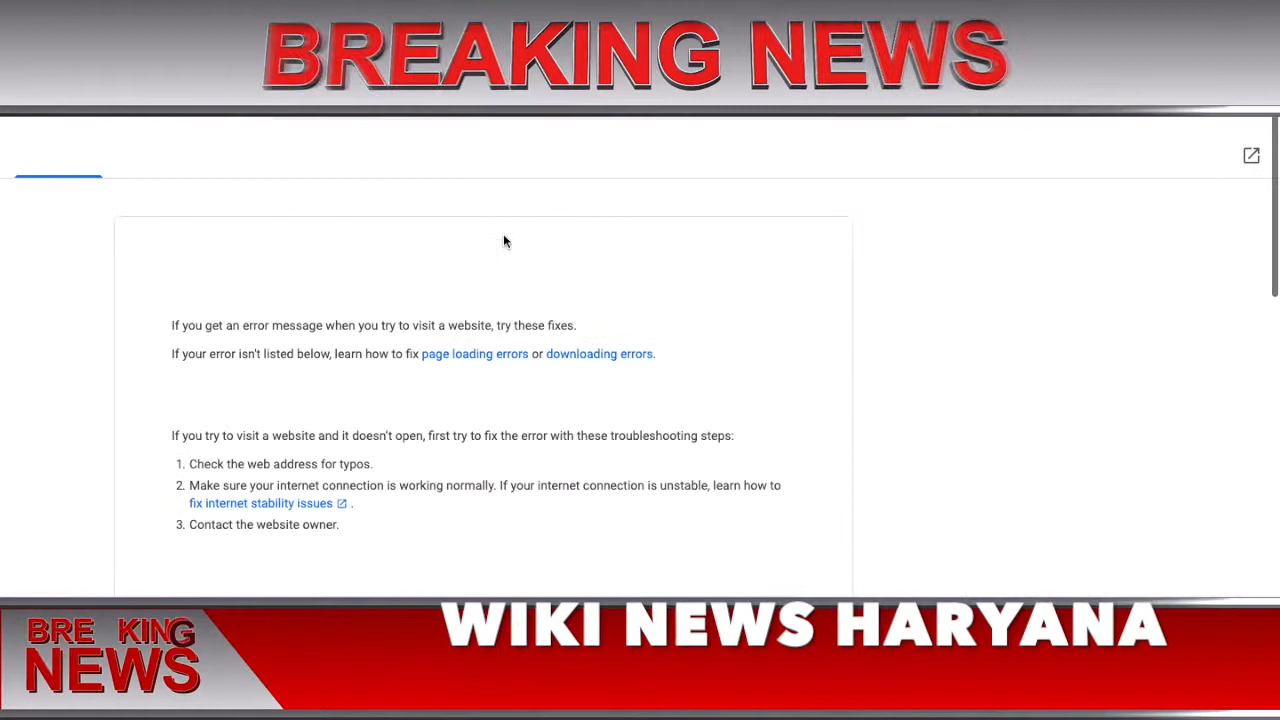 BREAKING NEWS
If you get an error message when you try to visit a website, try these fixes.
If your error isn't listed below, learn how to fix page loading errors or downloading errors.
If you try to visit a website and it doesn't open, first try to fix the error with these troubleshooting steps:
1. Check the web address for typos.
2. Make sure your internet connection is working normally. If your internet connection is unstable, learn how to
fix internet stability issues .
3. Contact the website owner.
WIKI NEWS HARYANA
BRE KING
NEWS